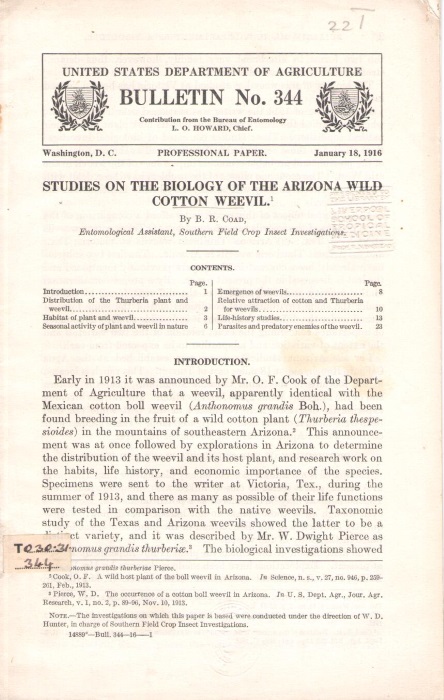 22
UNITED STATES DEPARTMENT OF AGRICULTURE
BULLETIN No. 344
Contribution from the Bureau of Entomology
L. O. HOWARD, Chief.
Washington, D. C. PROFESSIONAL PAPER. January 18, 1916
STUDIES ON THE BIOLOGY OF THE ARIZONA WILD
COTTON WEEVIL.¹
By B. R. Coad,
Entomological Assistant, Southern Field Crop Insect Investigations.
CONTENTS.
Page.
Introduction 1
Distribution of the Thurberia plant and
weevil 2
Habitat of plant and weevil 3
Seasonal activity of plant and weevil in nature 6
Page.
Emergence of weevils 8
Relative attraction of cotton and Thurberia
for weevils 10
Life-history studies 13
Parasites and predatory enemies of the weevil. 23
INTRODUCTION.
Early in 1913 it was announced by Mr. O. F. Cook of the Depart-
ment of Agriculture that a weevil, apparently identical with the
Mexican cotton boll weevil (Anthonomus grandis Boh.), had been
found breeding in the fruit of a wild cotton plant (Thurberia thespe-
sioides) in the mountains of southeastern Arizona.² This announce-
ment was at once followed by explorations in Arizona to determine
the distribution of the weevil and its host plant, and research work on
the habits, life history, and economic importance of the species.
Specimens were sent to the writer at Victoria, Tex., during the
summer of 1913, and there as many as possible of their life functions
were tested in comparison with the native weevils. Taxonomic
study of the Texas and Arizona weevils showed the latter to be a
variety, and it was described by Mr. W. Dwight Pierce as
nomus grandis thurberiæ.³ The biological investigations showed
344
nomus grandis thurberiæ Pierce.
² Cook, O. F. A wild host plant of the boll weevil in Arizona. In Science, n. s., v. 27, no. 946, p. 259-
261, Feb., 1913.
³ Pierce, W. D. The occurrence of a cotton boll weevil in Arizona. In U. S. Dept. Agr., Jour. Agr.
Research, v. 1, no. 2, p. 89-96, Nov. 10, 1913.
Note.—The investigations on which this paper is based were conducted under the direction of W. D.
Hunter, in charge of Southern Field Crop Insect Investigations.
14889°—Bull. 344—16——1